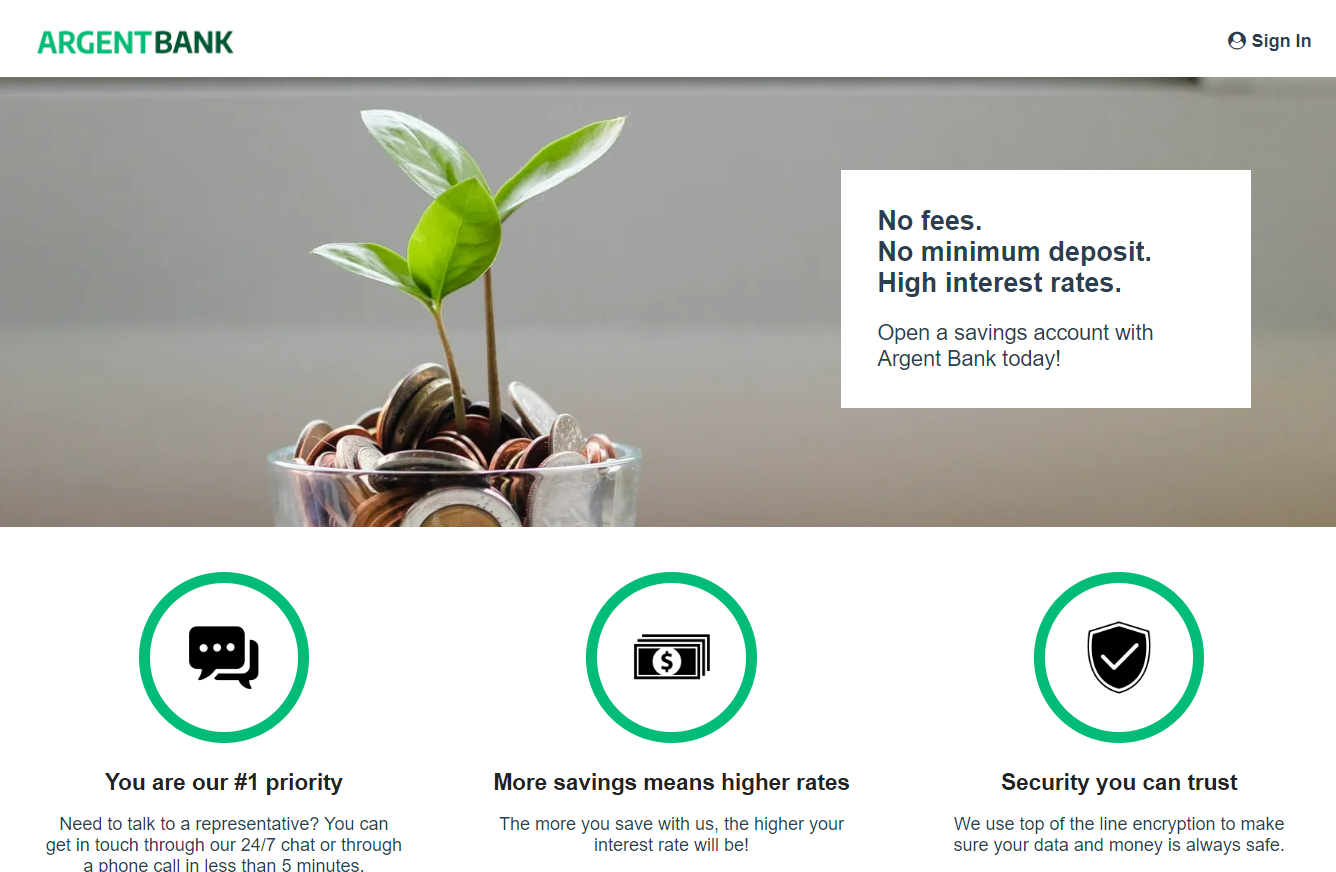 ARGENTBANK
Sign In
No fees.
No minimum deposit.
High interest rates.
Open a savings account with
Argent Bank today!
You are our #1 priority
Need to talk to a representative? You can
get in touch through our 24/7 chat or through
a phone call in less than 5 minutes.
More savings means higher rates
The more you save with us, the higher your
interest rate will be!
Security you can trust
We use top of the line encryption to make
sure your data and money is always safe.